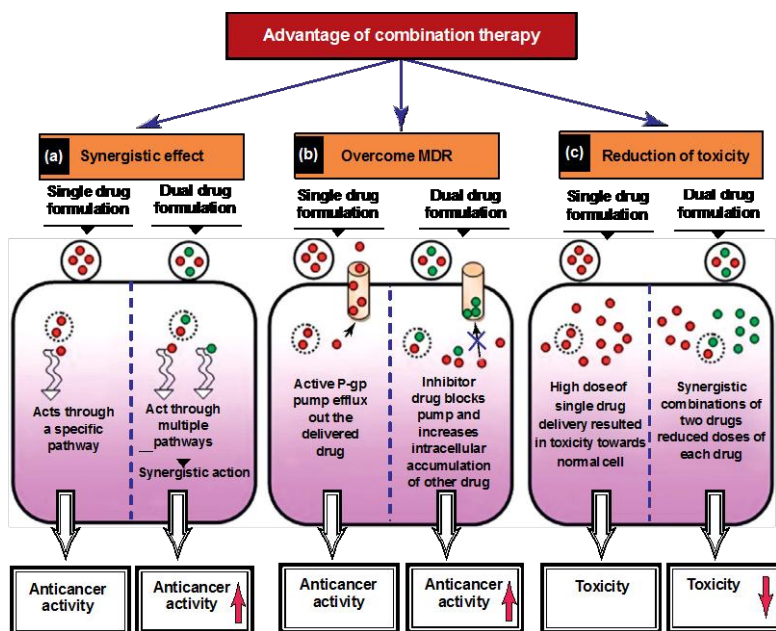 Advantage of combination therapy
(a)
Synergistic effect
Single drug
formulation
Dual drug
formulation
Acts through
a specific
pathway
Act through
multiple
pathways
Synergistic action
Anticancer
activity
Anticancer
activity
(b)
Overcome MDR
Single drug
formulation
Dual drug
formulation
Active P-gp
pump efflux
out the
delivered
drug
Inhibitor
drug blocks
pump and
increases
intracellular
accumulation
of other drug
Anticancer
activity
Anticancer
activity
(c)
Reduction of toxicity
Single drug
formulation
Dual drug
formulation
High dose of
single drug
delivery resulted
in toxicity towards
normal cell
Synergistic
combinations of
two drugs
reduced doses of
each drug
Toxicity
Toxicity